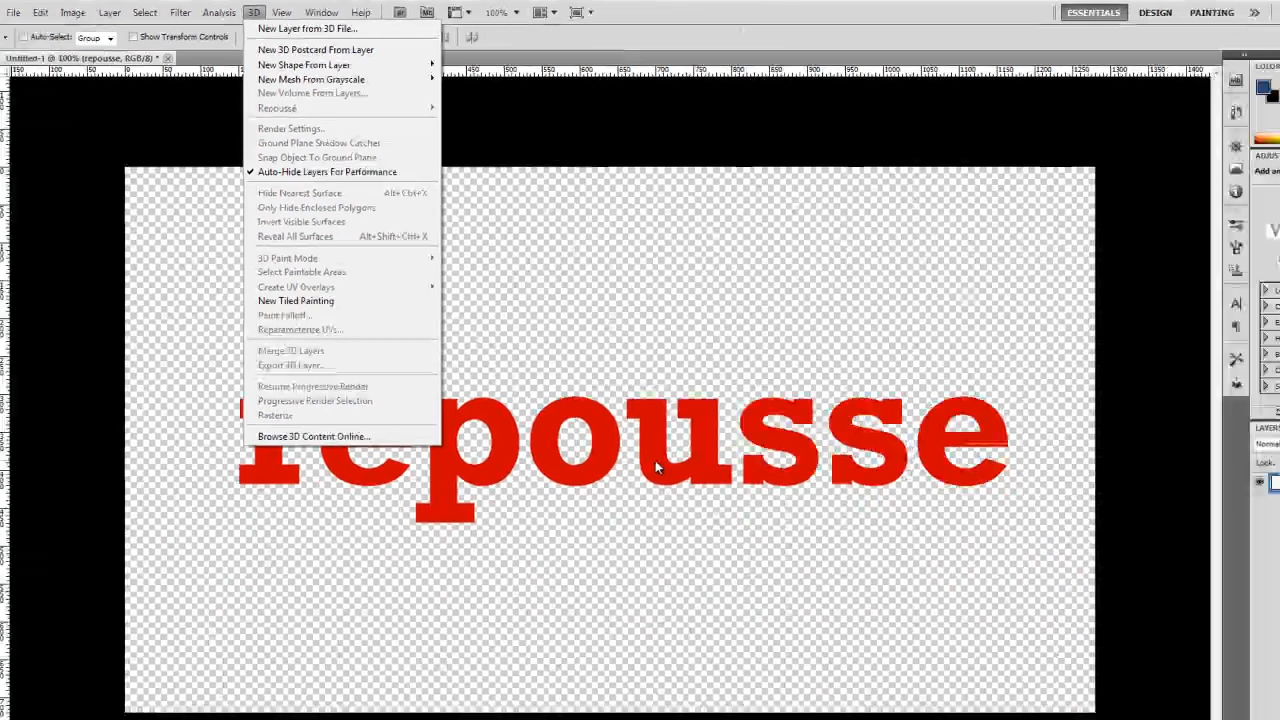 File Edit Image Layer Select Filter Analysis 3D View Window Help 100% ESSENTIALS DESIGN PAINTING
Auto-Select: Group Show Transform Controls
Untitled-1 @ 100% (repousse, RGB/8) *
New Layer from 3D File...
New 3D Postcard From Layer
New Shape From Layer
New Mesh From Grayscale
New Volume From Layers...
Repoussé
Render Settings...
Ground Plane Shadow Catcher
Snap Object To Ground Plane
Auto-Hide Layers For Performance
Hide Nearest Surface Alt+Ctrl+X
Only Hide Enclosed Polygons
Invert Visible Surfaces
Reveal All Surfaces Alt+Shift+Ctrl+X
3D Paint Mode
Select Paintable Areas
Create UV Overlays
New Tiled Painting
Paint Falloff...
Reparameterize UVs...
Merge 3D Layers
Export 3D Layer...
Resume Progressive Render
Progressive Render Selection
Rasterize
Browse 3D Content Online...
repousse
COLOR
ADJUST
Add an
LAYERS
Normal
Lock: